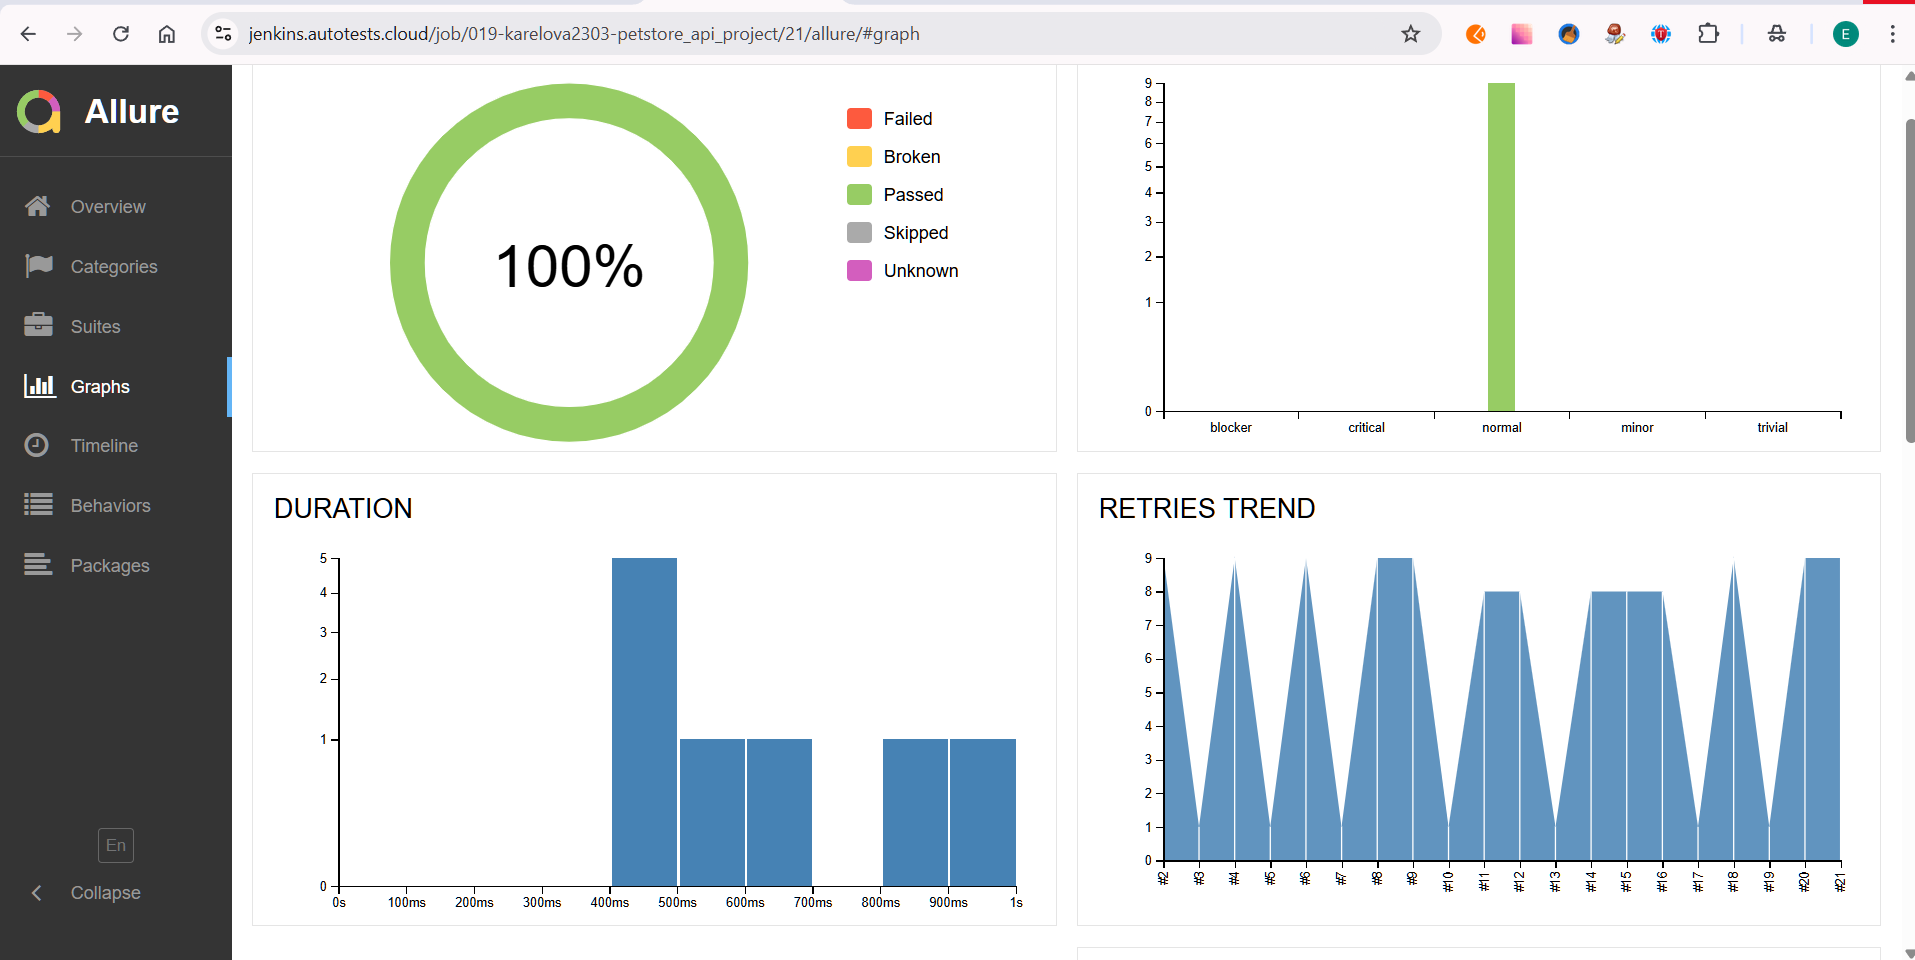 jenkins.autotests.cloud/job/019-karelova2303-petstore_api_project/21/allure/#graph
E
Allure
Overview
Categories
Suites
Graphs
Timeline
Behaviors
Packages
En
Collapse
100%
Failed
Broken
Passed
Skipped
Unknown
9
8
7
6
5
4
3
2
1
0
blocker critical normal minor trivial
DURATION
5
4
3
2
1
0
0s 100ms 200ms 300ms 400ms 500ms 600ms 700ms 800ms 900ms 1s
RETRIES TREND
9
8
7
6
5
4
3
2
1
0
#2 #3 #4 #5 #6 #7 #8 #9 #10 #11 #12 #13 #14 #15 #16 #17 #18 #19 #20 #21